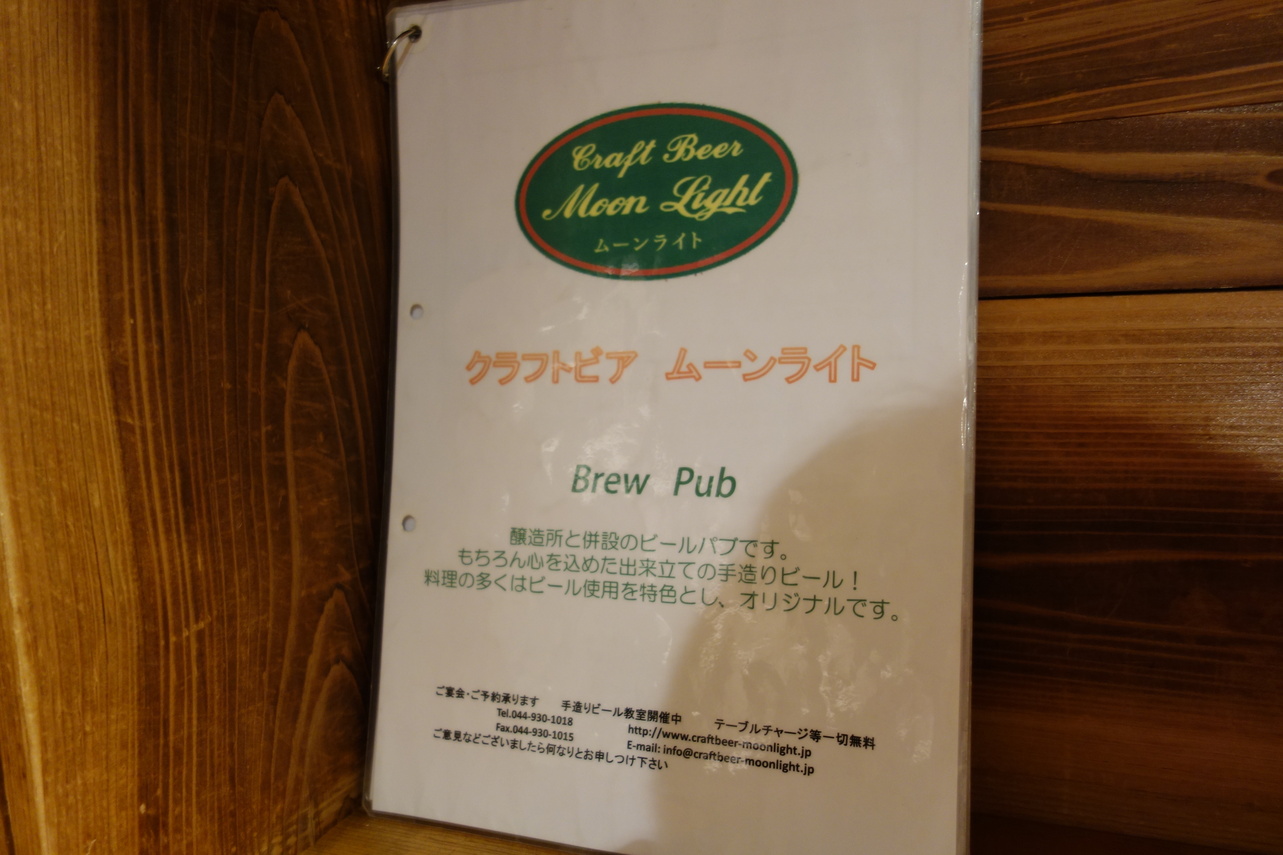 Craft Beer
Moon Light
ムーンライト
クラフトビア ムーンライト
Brew Pub
醸造所と併設のビールパブです。
もちろん心を込めた出来立ての手造りビール！
料理の多くはビール使用を特色とし、オリジナルです。
ご宴会・ご予約承ります 手造りビール教室開催中 テーブルチャージ等一切無料
Tel.044-930-1018 http://www.craftbeer-moonlight.jp
Fax.044-930-1015 E-mail: info@craftbeer-moonlight.jp
ご意見などございましたら何なりとお申しつけ下さい